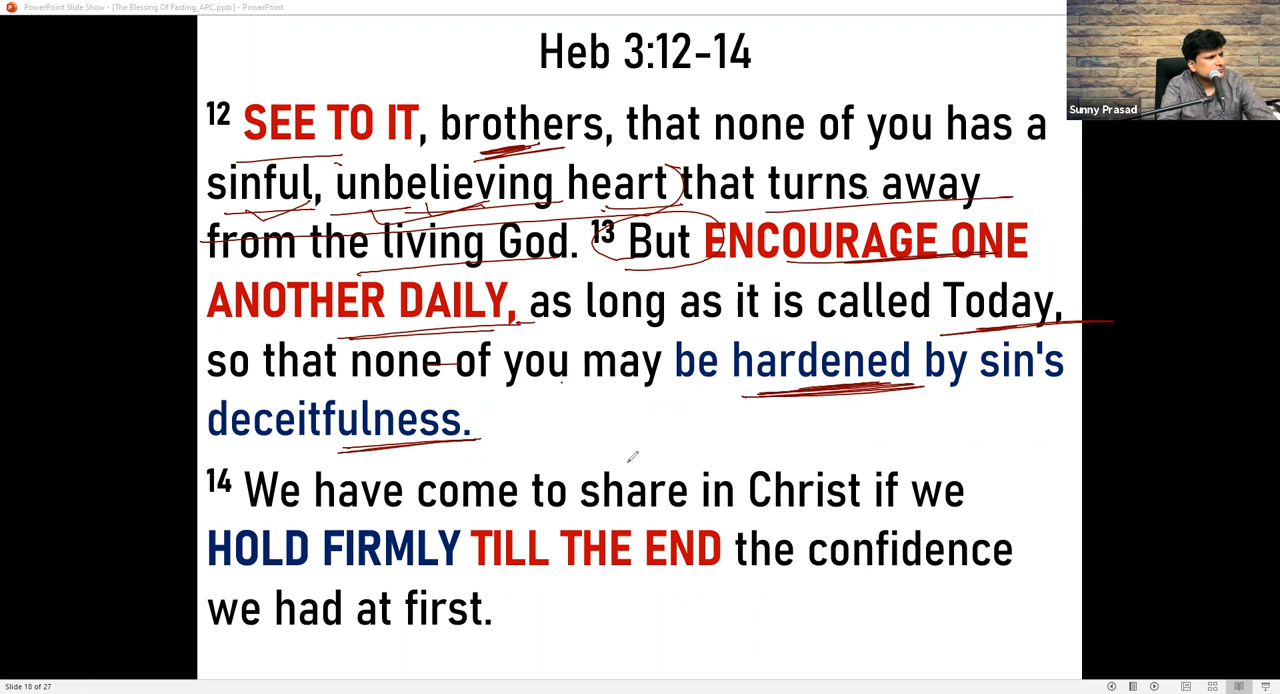 PowerPoint Slide Show - [The Blessing Of Fasting_APC.pptx] - PowerPoint
Heb 3:12-14
12 SEE TO IT, brothers, that none of you has a
sinful, unbelieving heart that turns away
from the living God. 13 But ENCOURAGE ONE
ANOTHER DAILY, as long as it is called Today,
so that none of you may be hardened by sin's
deceitfulness.
14 We have come to share in Christ if we
HOLD FIRMLY TILL THE END the confidence
we had at first.
Sunny Prasad
Slide 18 of 27